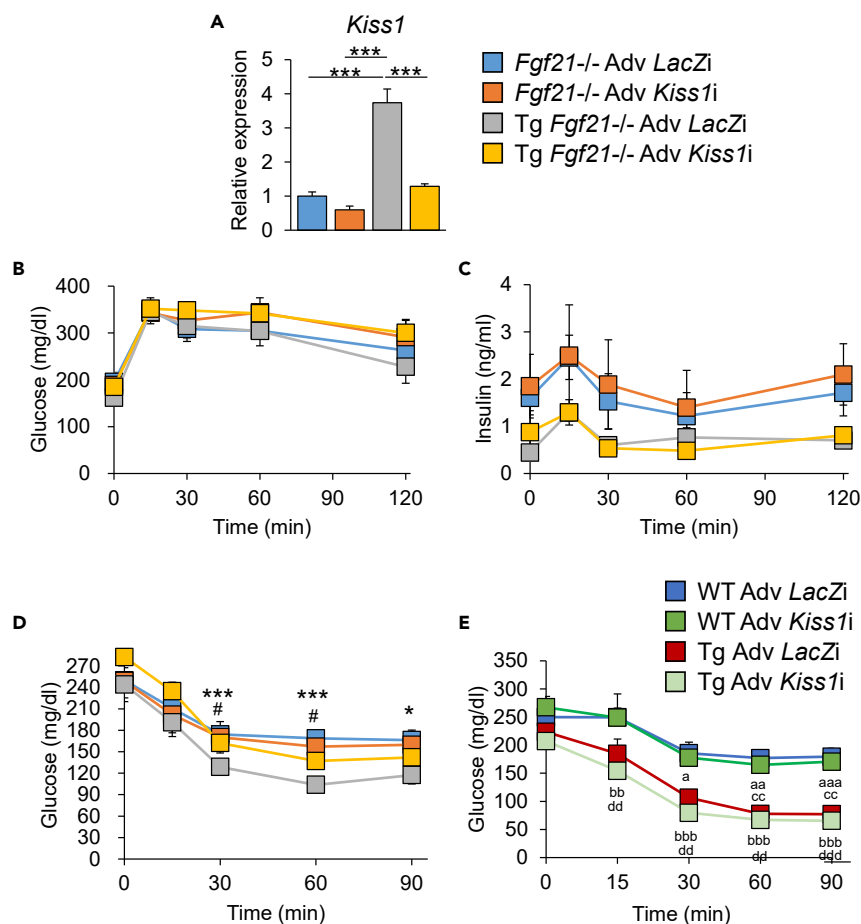 A
Kiss1
Relative expression
5
4
3
2
1
0
***
***
***
Fgf21-/- Adv LacZi
Fgf21-/- Adv Kiss1i
Tg Fgf21-/- Adv LacZi
Tg Fgf21-/- Adv Kiss1i
B
Glucose (mg/dl)
400
300
200
100
0
0 30 60 90 120
Time (min)
C
Insulin (ng/ml)
4
3
2
1
0
0 30 60 90 120
Time (min)
D
Glucose (mg/dl)
270
240
210
180
150
120
90
60
30
0
*** *** *
# #
0 30 60 90
Time (min)
WT Adv LacZi
WT Adv Kiss1i
Tg Adv LacZi
Tg Adv Kiss1i
E
Glucose (mg/dl)
350
300
250
200
150
100
50
0
a aa aaa
cc cc
bb
dd
bbb bbb bbb
dd dd ddd
0 15 30 60 90
Time (min)